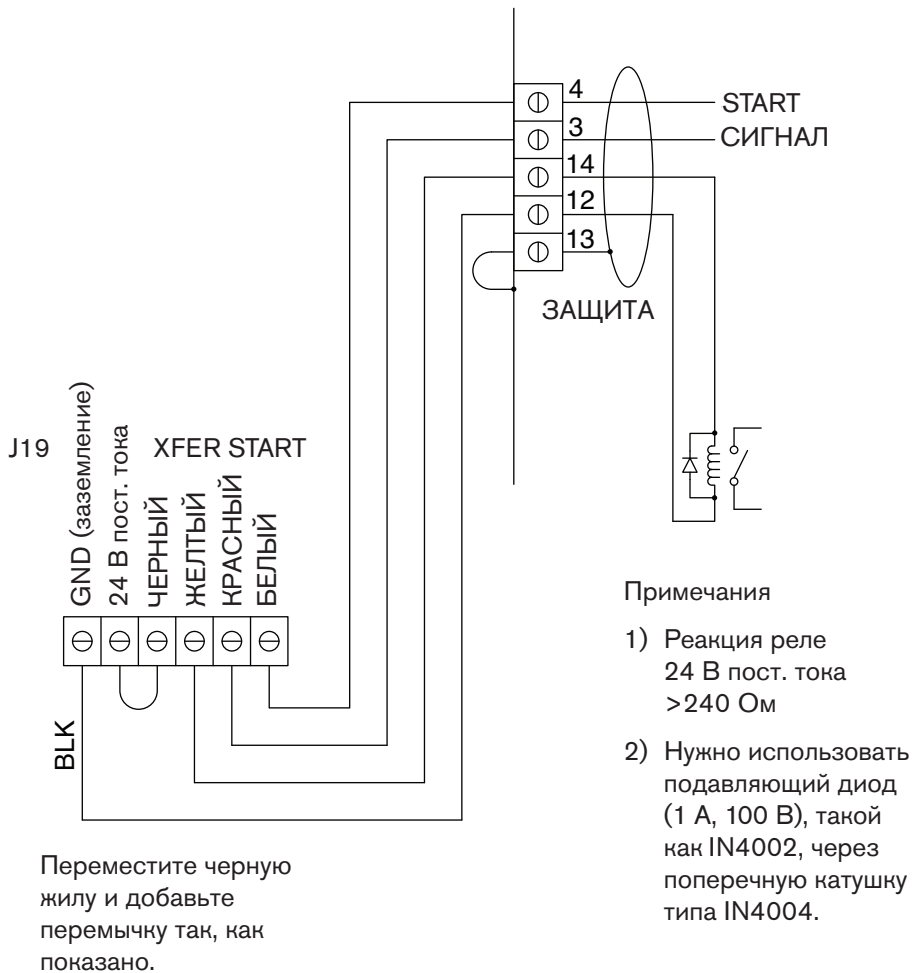 4
START
3
СИГНАЛ
14
12
13
ЗАЩИТА
J19
XFER START
GND (заземление)
24 В пост. тока
ЧЕРНЫЙ
ЖЕЛТЫЙ
КРАСНЫЙ
БЕЛЫЙ
BLK
Переместите черную
жилу и добавьте
перемычку так, как
показано.
Примечания
1) Реакция реле
24 В пост. тока
>240 Ом
2) Нужно использовать
подавляющий диод
(1 А, 100 В), такой
как IN4002, через
поперечную катушку
типа IN4004.